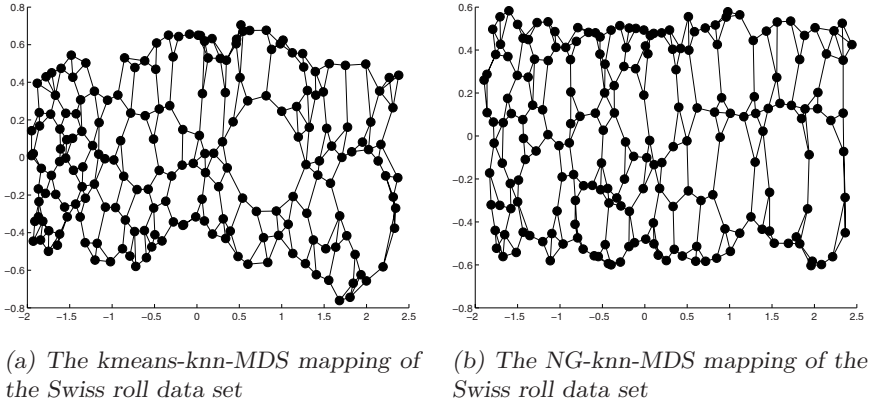 0.8
0.6
0.4
0.2
0
−0.2
−0.4
−0.6
−0.8
−2 −1.5 −1 −0.5 0 0.5 1 1.5 2 2.5
0.6
0.4
0.2
0
−0.2
−0.4
−0.6
−0.8
−2 −1.5 −1 −0.5 0 0.5 1 1.5 2 2.5
(a) The kmeans-knn-MDS mapping of
the Swiss roll data set
(b) The NG-knn-MDS mapping of the
Swiss roll data set